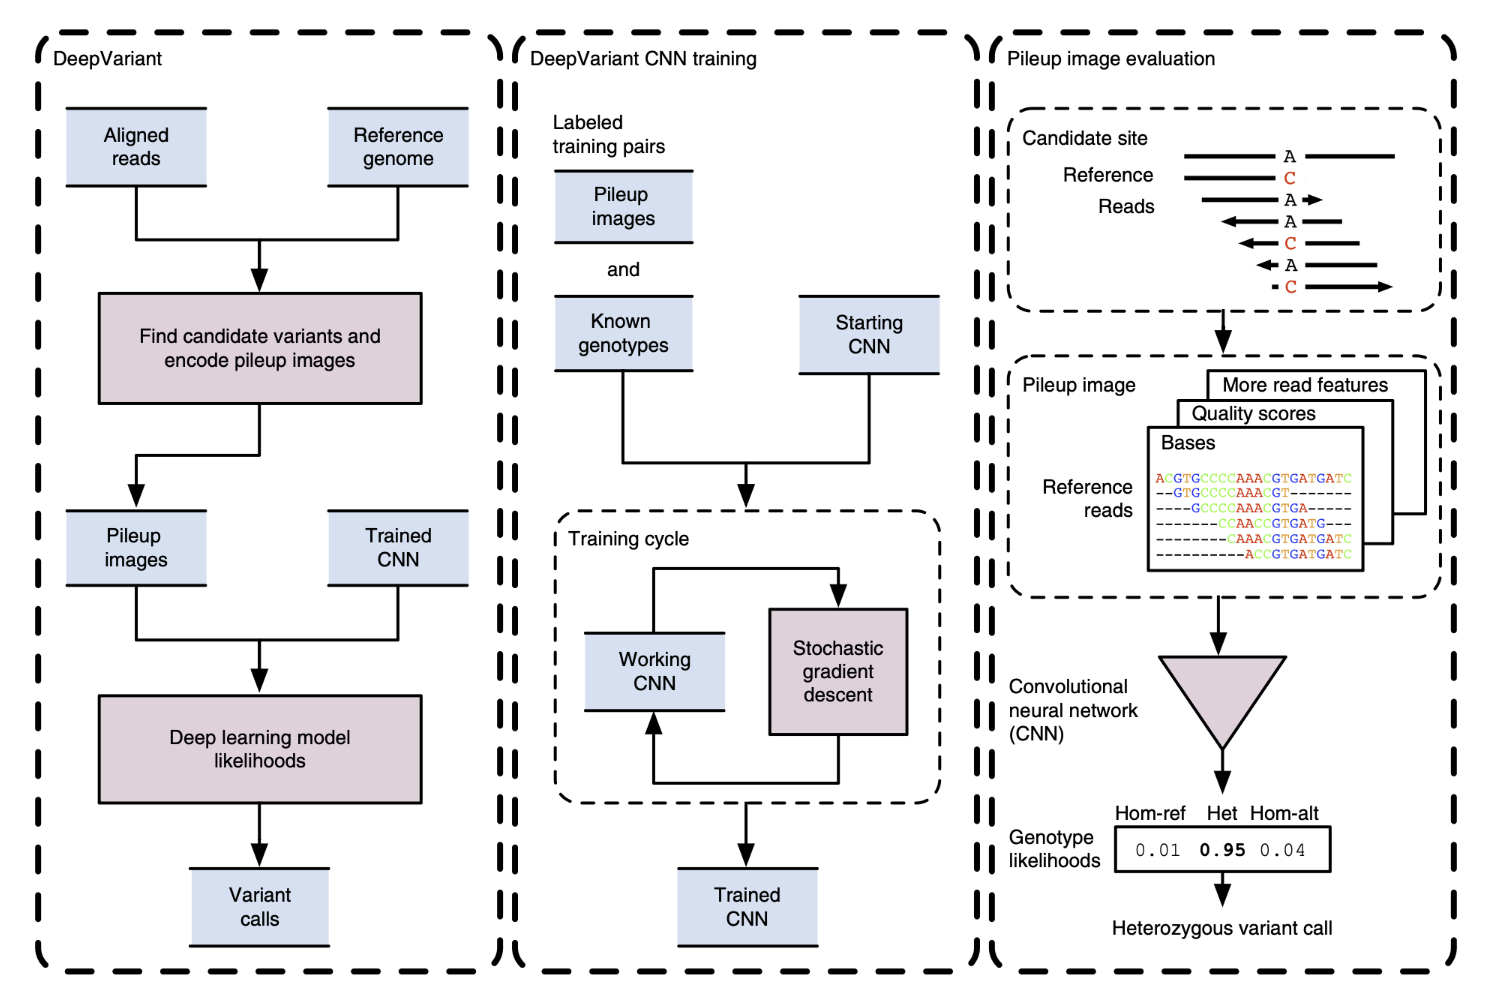 DeepVariant
Aligned
reads
Reference
genome
Find candidate variants and
encode pileup images
Pileup
images
Trained
CNN
Deep learning model
likelihoods
Variant
calls
DeepVariant CNN training
Labeled
training pairs
Pileup
images
and
Known
genotypes
Starting
CNN
Training cycle
Working
CNN
Stochastic
gradient
descent
Trained
CNN
Pileup image evaluation
Candidate site
Reference
Reads
A
C
A
A
C
A
C
Pileup image
More read features
Quality scores
Bases
Reference
reads
ACGTGCCCCAAACGTGATGATC
--GTGCCCCAAACGT-------
----GCCCCAAACGTGA-----
-------CCAACCGTGATG---
--------CAAACGTGATGATC
----------ACCGTGATGATC
Convolutional
neural network
(CNN)
Hom-ref Het Hom-alt
Genotype
likelihoods
0.01 0.95 0.04
Heterozygous variant call